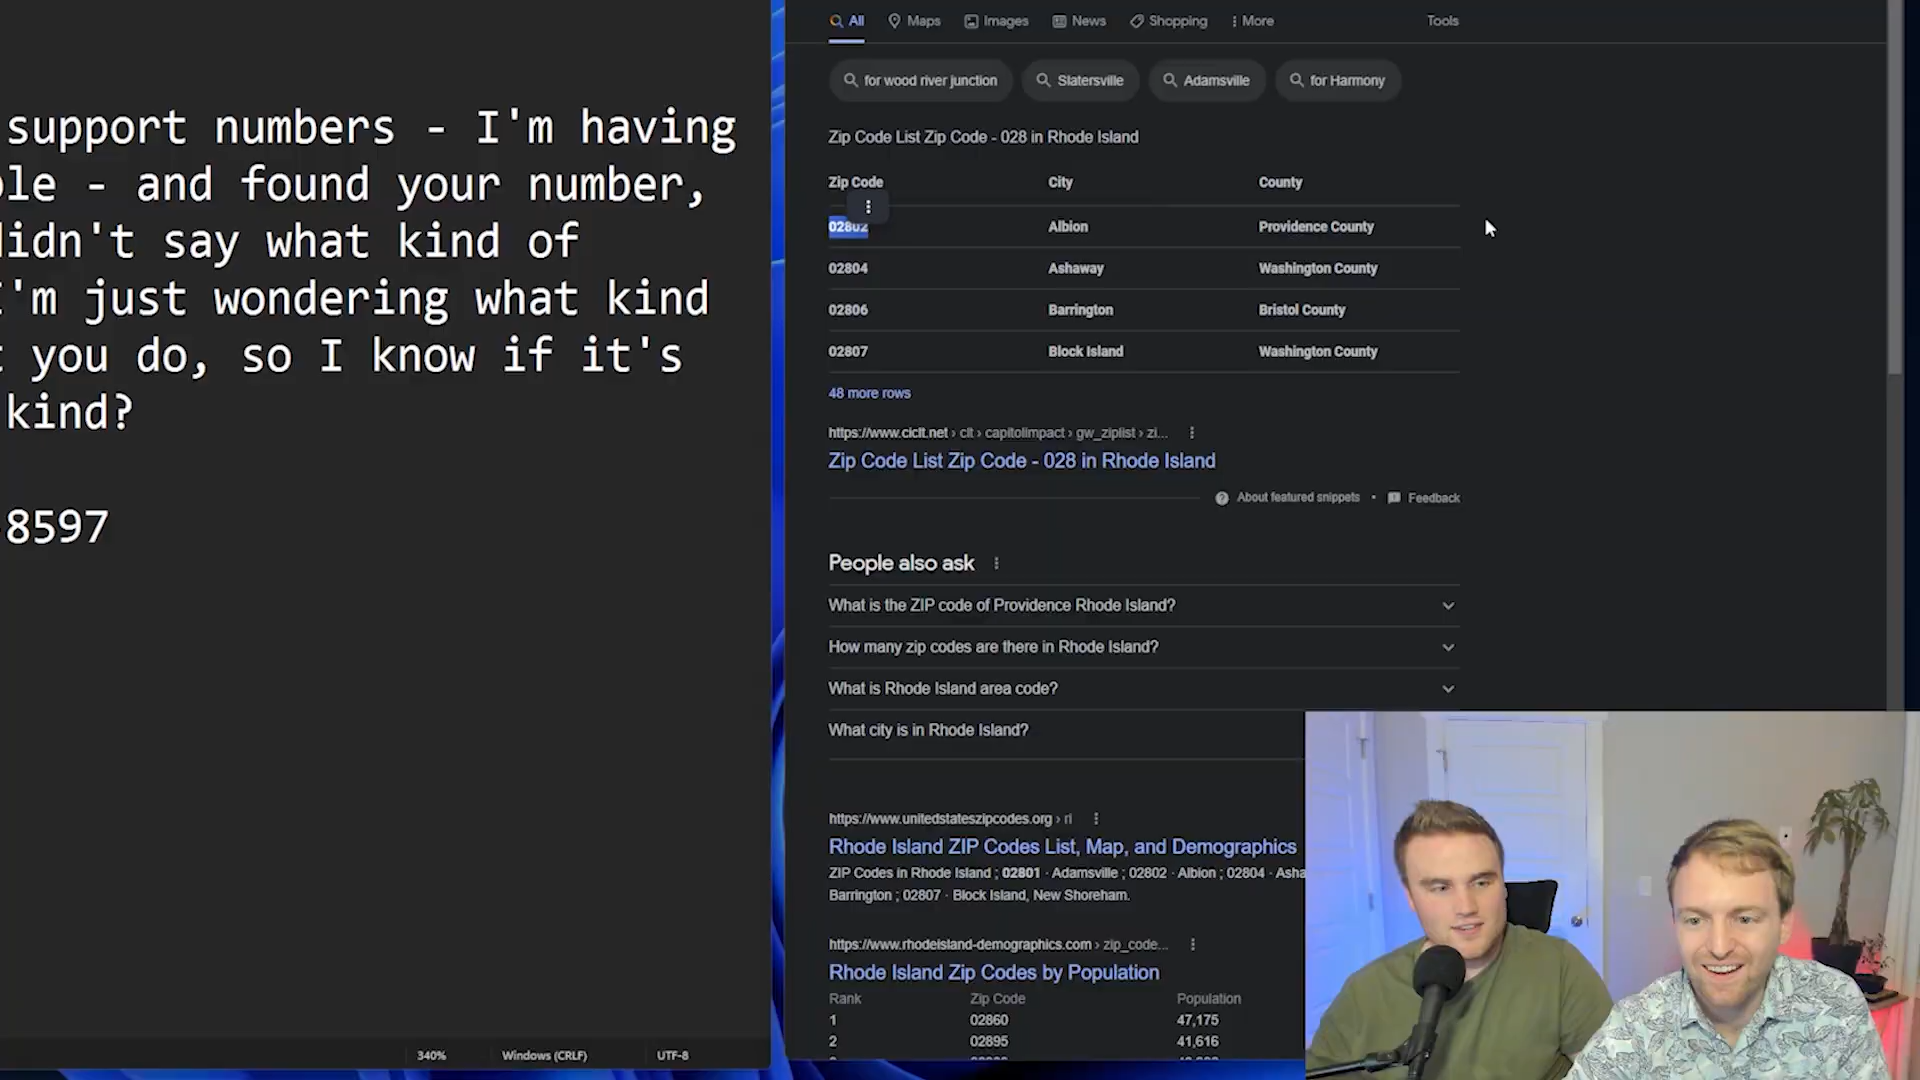 support numbers - I'm having
le - and found your number,
idn't say what kind of
I'm just wondering what kind
you do, so I know if it's
kind?
8597
340%
Windows (CRLF)
UTF-8
All
Maps
Images
News
Shopping
More
Tools
for wood river junction
Slatersville
Adamsville
for Harmony
Zip Code List Zip Code - 028 in Rhode Island
Zip Code City County
02802 Albion Providence County
02804 Ashaway Washington County
02806 Barrington Bristol County
02807 Block Island Washington County
48 more rows
https://www.ciclt.net › clt › capitolimpact › gw_ziplist › zi...
Zip Code List Zip Code - 028 in Rhode Island
About featured snippets • Feedback
People also ask
What is the ZIP code of Providence Rhode Island?
How many zip codes are there in Rhode Island?
What is Rhode Island area code?
What city is in Rhode Island?
https://www.unitedstateszipcodes.org › ri
Rhode Island ZIP Codes List, Map, and Demographics
ZIP Codes in Rhode Island ; 02801 · Adamsville ; 02802 · Albion ; 02804 · Asha
Barrington ; 02807 · Block Island, New Shoreham.
https://www.rhodeisland-demographics.com › zip_code...
Rhode Island Zip Codes by Population
Rank Zip Code Population
1 02860 47,175
2 02895 41,616